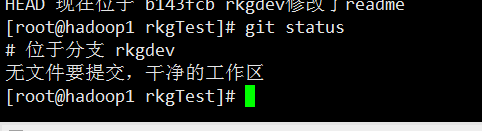 HEAD 现在位于 b143fcb rkgdev修改了readme
[root@hadoop1 rkgTest]# git status
# 位于分支 rkgdev
无文件要提交，干净的工作区
[root@hadoop1 rkgTest]#